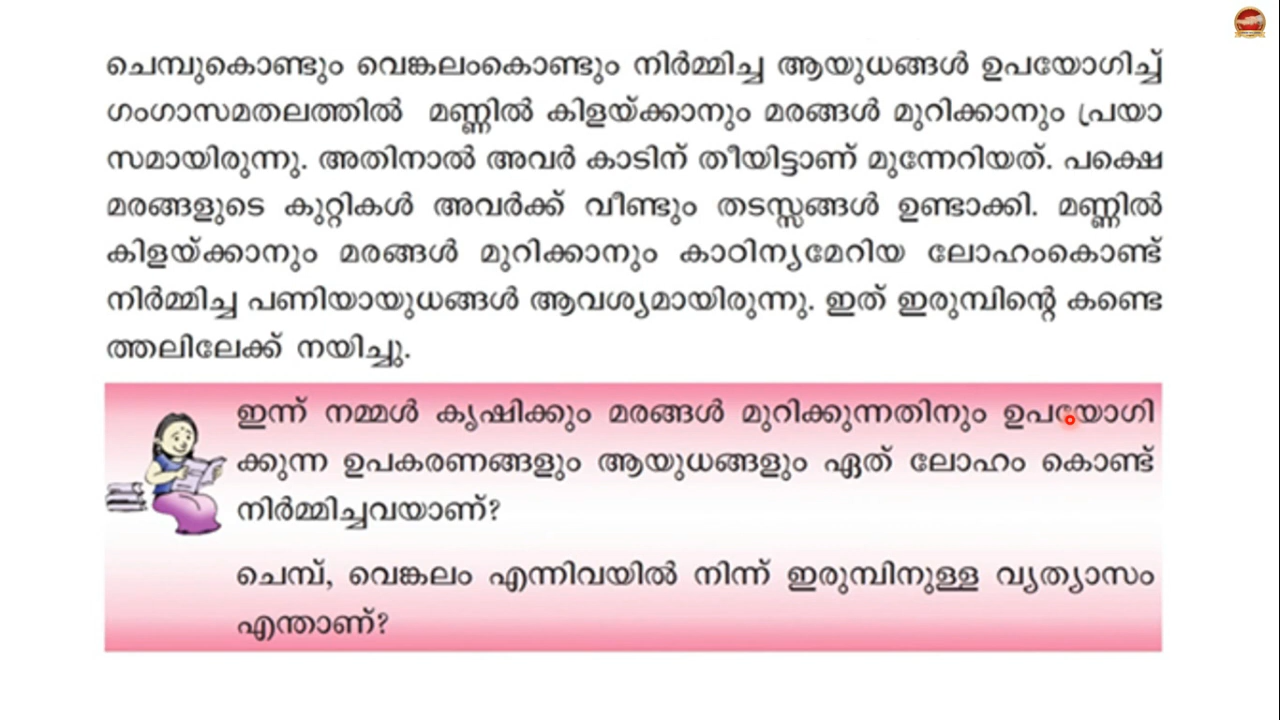 ചെമ്പുകൊണ്ടും വെങ്കലംകൊണ്ടും നിർമ്മിച്ച ആയുധങ്ങൾ ഉപയോഗിച്ച്
ഗംഗാസമതലത്തിൽ മണ്ണിൽ കിളയ്ക്കാനും മരങ്ങൾ മുറിക്കാനും പ്രയാ
സമായിരുന്നു. അതിനാൽ അവർ കാടിന് തീയിട്ടാണ് മുന്നേറിയത്. പക്ഷെ
മരങ്ങളുടെ കുറ്റികൾ അവർക്ക് വീണ്ടും തടസ്സങ്ങൾ ഉണ്ടാക്കി. മണ്ണിൽ
കിളയ്ക്കാനും മരങ്ങൾ മുറിക്കാനും കാഠിന്യമേറിയ ലോഹംകൊണ്ട്
നിർമ്മിച്ച പണിയായുധങ്ങൾ ആവശ്യമായിരുന്നു. ഇത് ഇരുമ്പിന്റെ കണ്ടെ
ത്തലിലേക്ക് നയിച്ചു.
ഇന്ന് നമ്മൾ കൃഷിക്കും മരങ്ങൾ മുറിക്കുന്നതിനും ഉപയോഗി
ക്കുന്ന ഉപകരണങ്ങളും ആയുധങ്ങളും ഏത് ലോഹം കൊണ്ട്
നിർമ്മിച്ചവയാണ്?
ചെമ്പ്, വെങ്കലം എന്നിവയിൽ നിന്ന് ഇരുമ്പിനുള്ള വ്യത്യാസം
എന്താണ്?